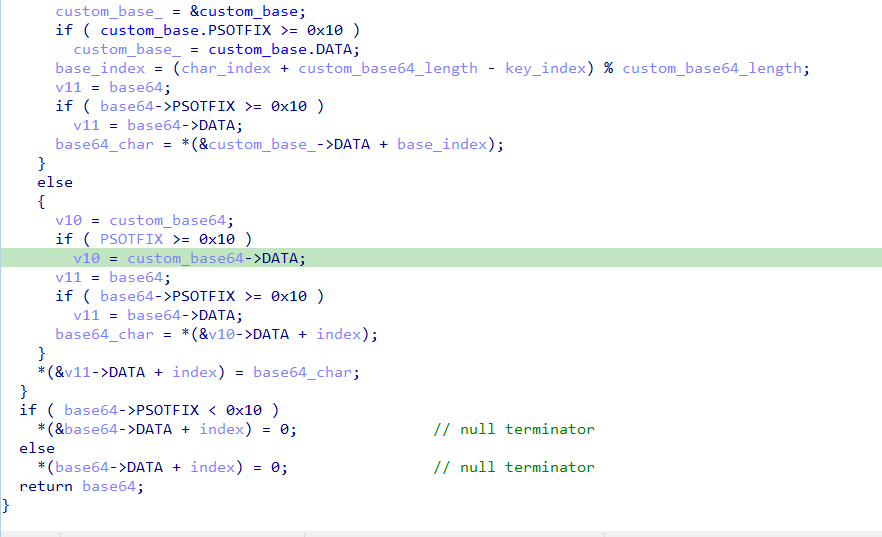 custom_base_ = &custom_base;
if ( custom_base.PSOTFIX >= 0x10 )
custom_base_ = custom_base.DATA;
base_index = (char_index + custom_base64_length - key_index) % custom_base64_length;
v11 = base64;
if ( base64->PSOTFIX >= 0x10 )
v11 = base64->DATA;
base64_char = *(&custom_base_->DATA + base_index);
}
else
{
v10 = custom_base64;
if ( PSOTFIX >= 0x10 )
v10 = custom_base64->DATA;
v11 = base64;
if ( base64->PSOTFIX >= 0x10 )
v11 = base64->DATA;
base64_char = *(&v10->DATA + index);
}
*(&v11->DATA + index) = base64_char;
}
if ( base64->PSOTFIX < 0x10 )
*(&base64->DATA + index) = 0; // null terminator
else
*(base64->DATA + index) = 0; // null terminator
return base64;
}